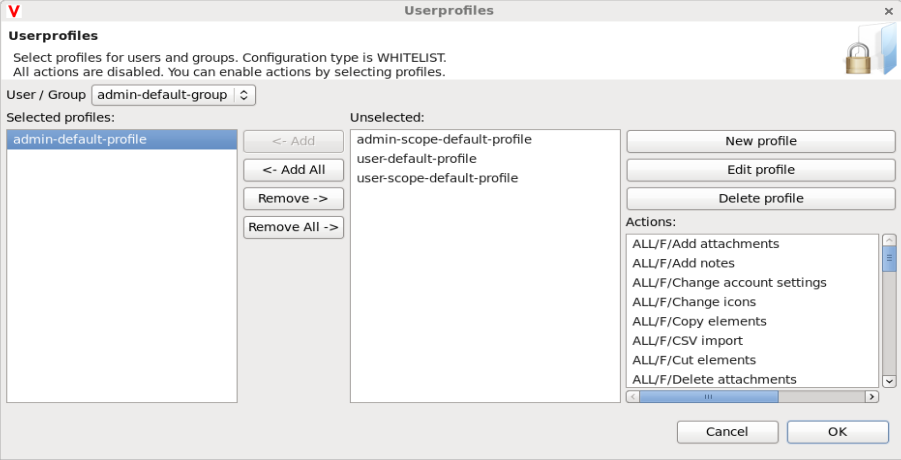 Userprofiles
Userprofiles
Select profiles for users and groups. Configuration type is WHITELIST.
All actions are disabled. You can enable actions by selecting profiles.
User / Group admin-default-group
Selected profiles:
admin-default-profile
<- Add
<- Add All
Remove ->
Remove All ->
Unselected:
admin-scope-default-profile
user-default-profile
user-scope-default-profile
New profile
Edit profile
Delete profile
Actions:
ALL/F/Add attachments
ALL/F/Add notes
ALL/F/Change account settings
ALL/F/Change icons
ALL/F/Copy elements
ALL/F/CSV import
ALL/F/Cut elements
ALL/F/Delete attachments
Cancel
OK